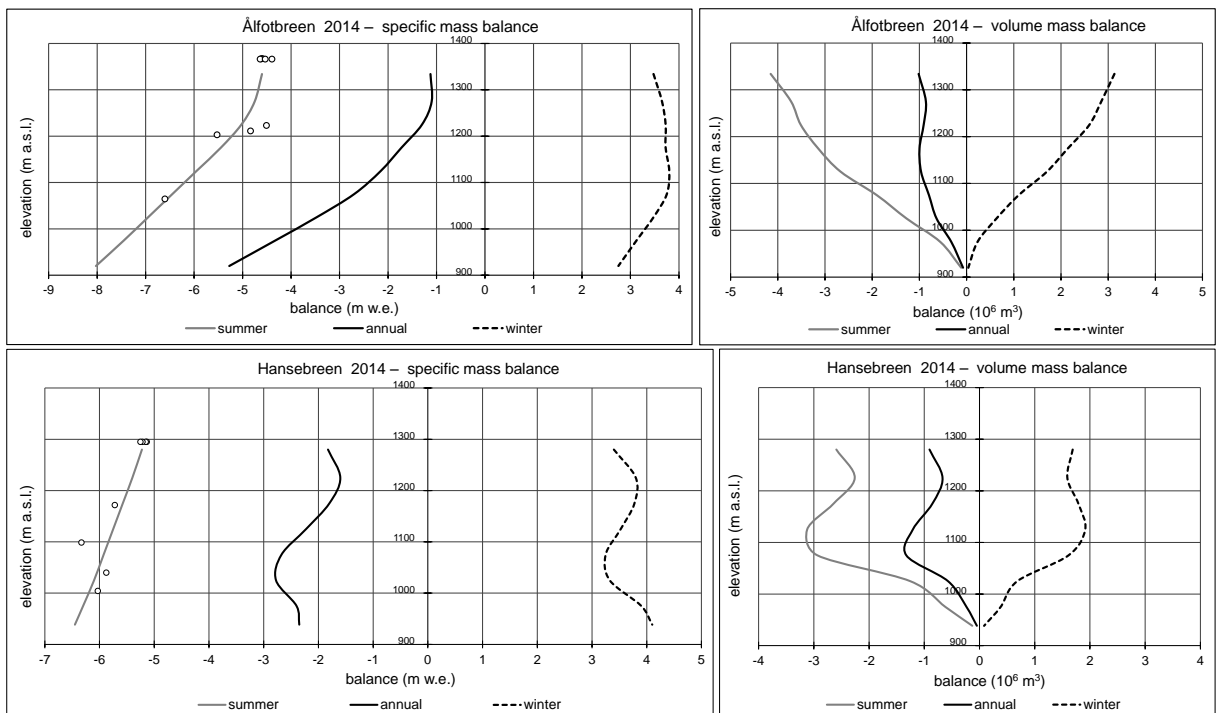 Ålfotbreen 2014 – specific mass balance
1400
1300
1200
1100
1000
900
elevation (m a.s.l.)
-9 -8 -7 -6 -5 -4 -3 -2 -1 0 1 2 3 4
balance (m w.e.)
summer annual winter
Ålfotbreen 2014 – volume mass balance
1400
1300
1200
1100
1000
900
elevation (m a.s.l.)
-5 -4 -3 -2 -1 0 1 2 3 4 5
balance (10⁶ m³)
summer annual winter
Hansebreen 2014 – specific mass balance
1400
1300
1200
1100
1000
900
elevation (m a.s.l.)
-7 -6 -5 -4 -3 -2 -1 0 1 2 3 4 5
balance (m w.e.)
summer annual winter
Hansebreen 2014 – volume mass balance
1400
1300
1200
1100
1000
900
elevation (m a.s.l.)
-4 -3 -2 -1 0 1 2 3 4
balance (10⁶ m³)
summer annual winter